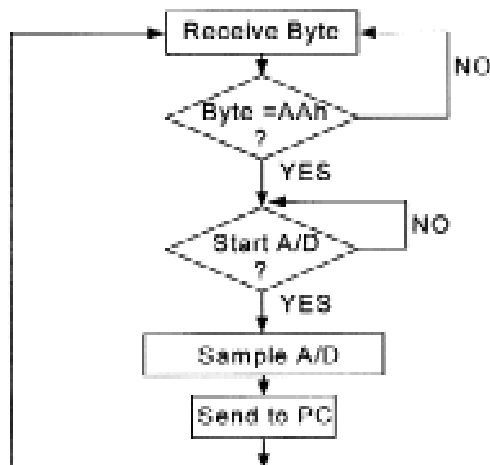 Receive Byte
NO
Byte =AAh
?
YES
NO
Start A/D
?
YES
Sample A/D
Send to PC